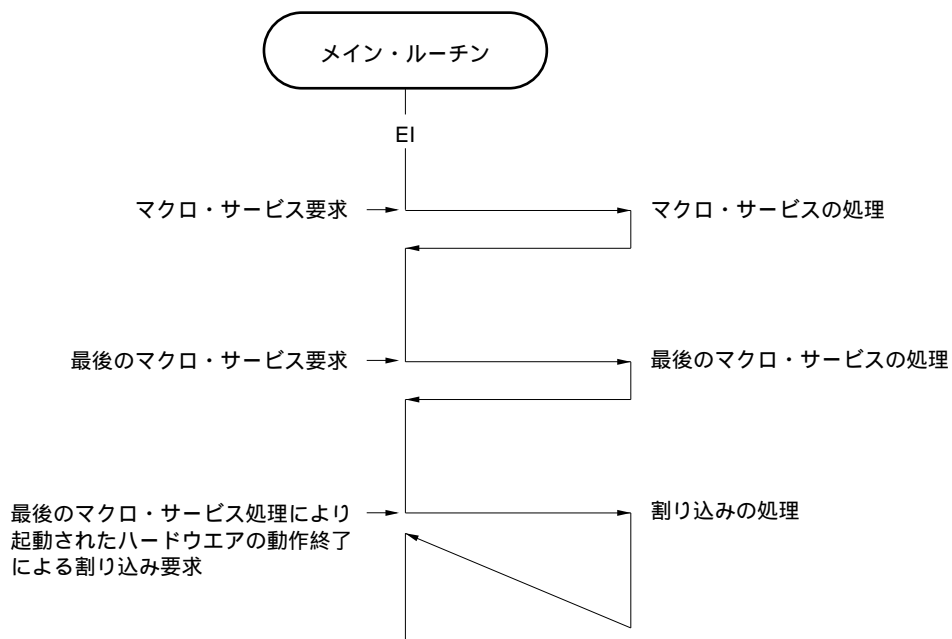 メイン・ルーチン
EI
マクロ・サービス要求
マクロ・サービスの処理
最後のマクロ・サービス要求
最後のマクロ・サービスの処理
最後のマクロ・サービス処理により
起動されたハードウエアの動作終了
による割り込み要求
割り込みの処理